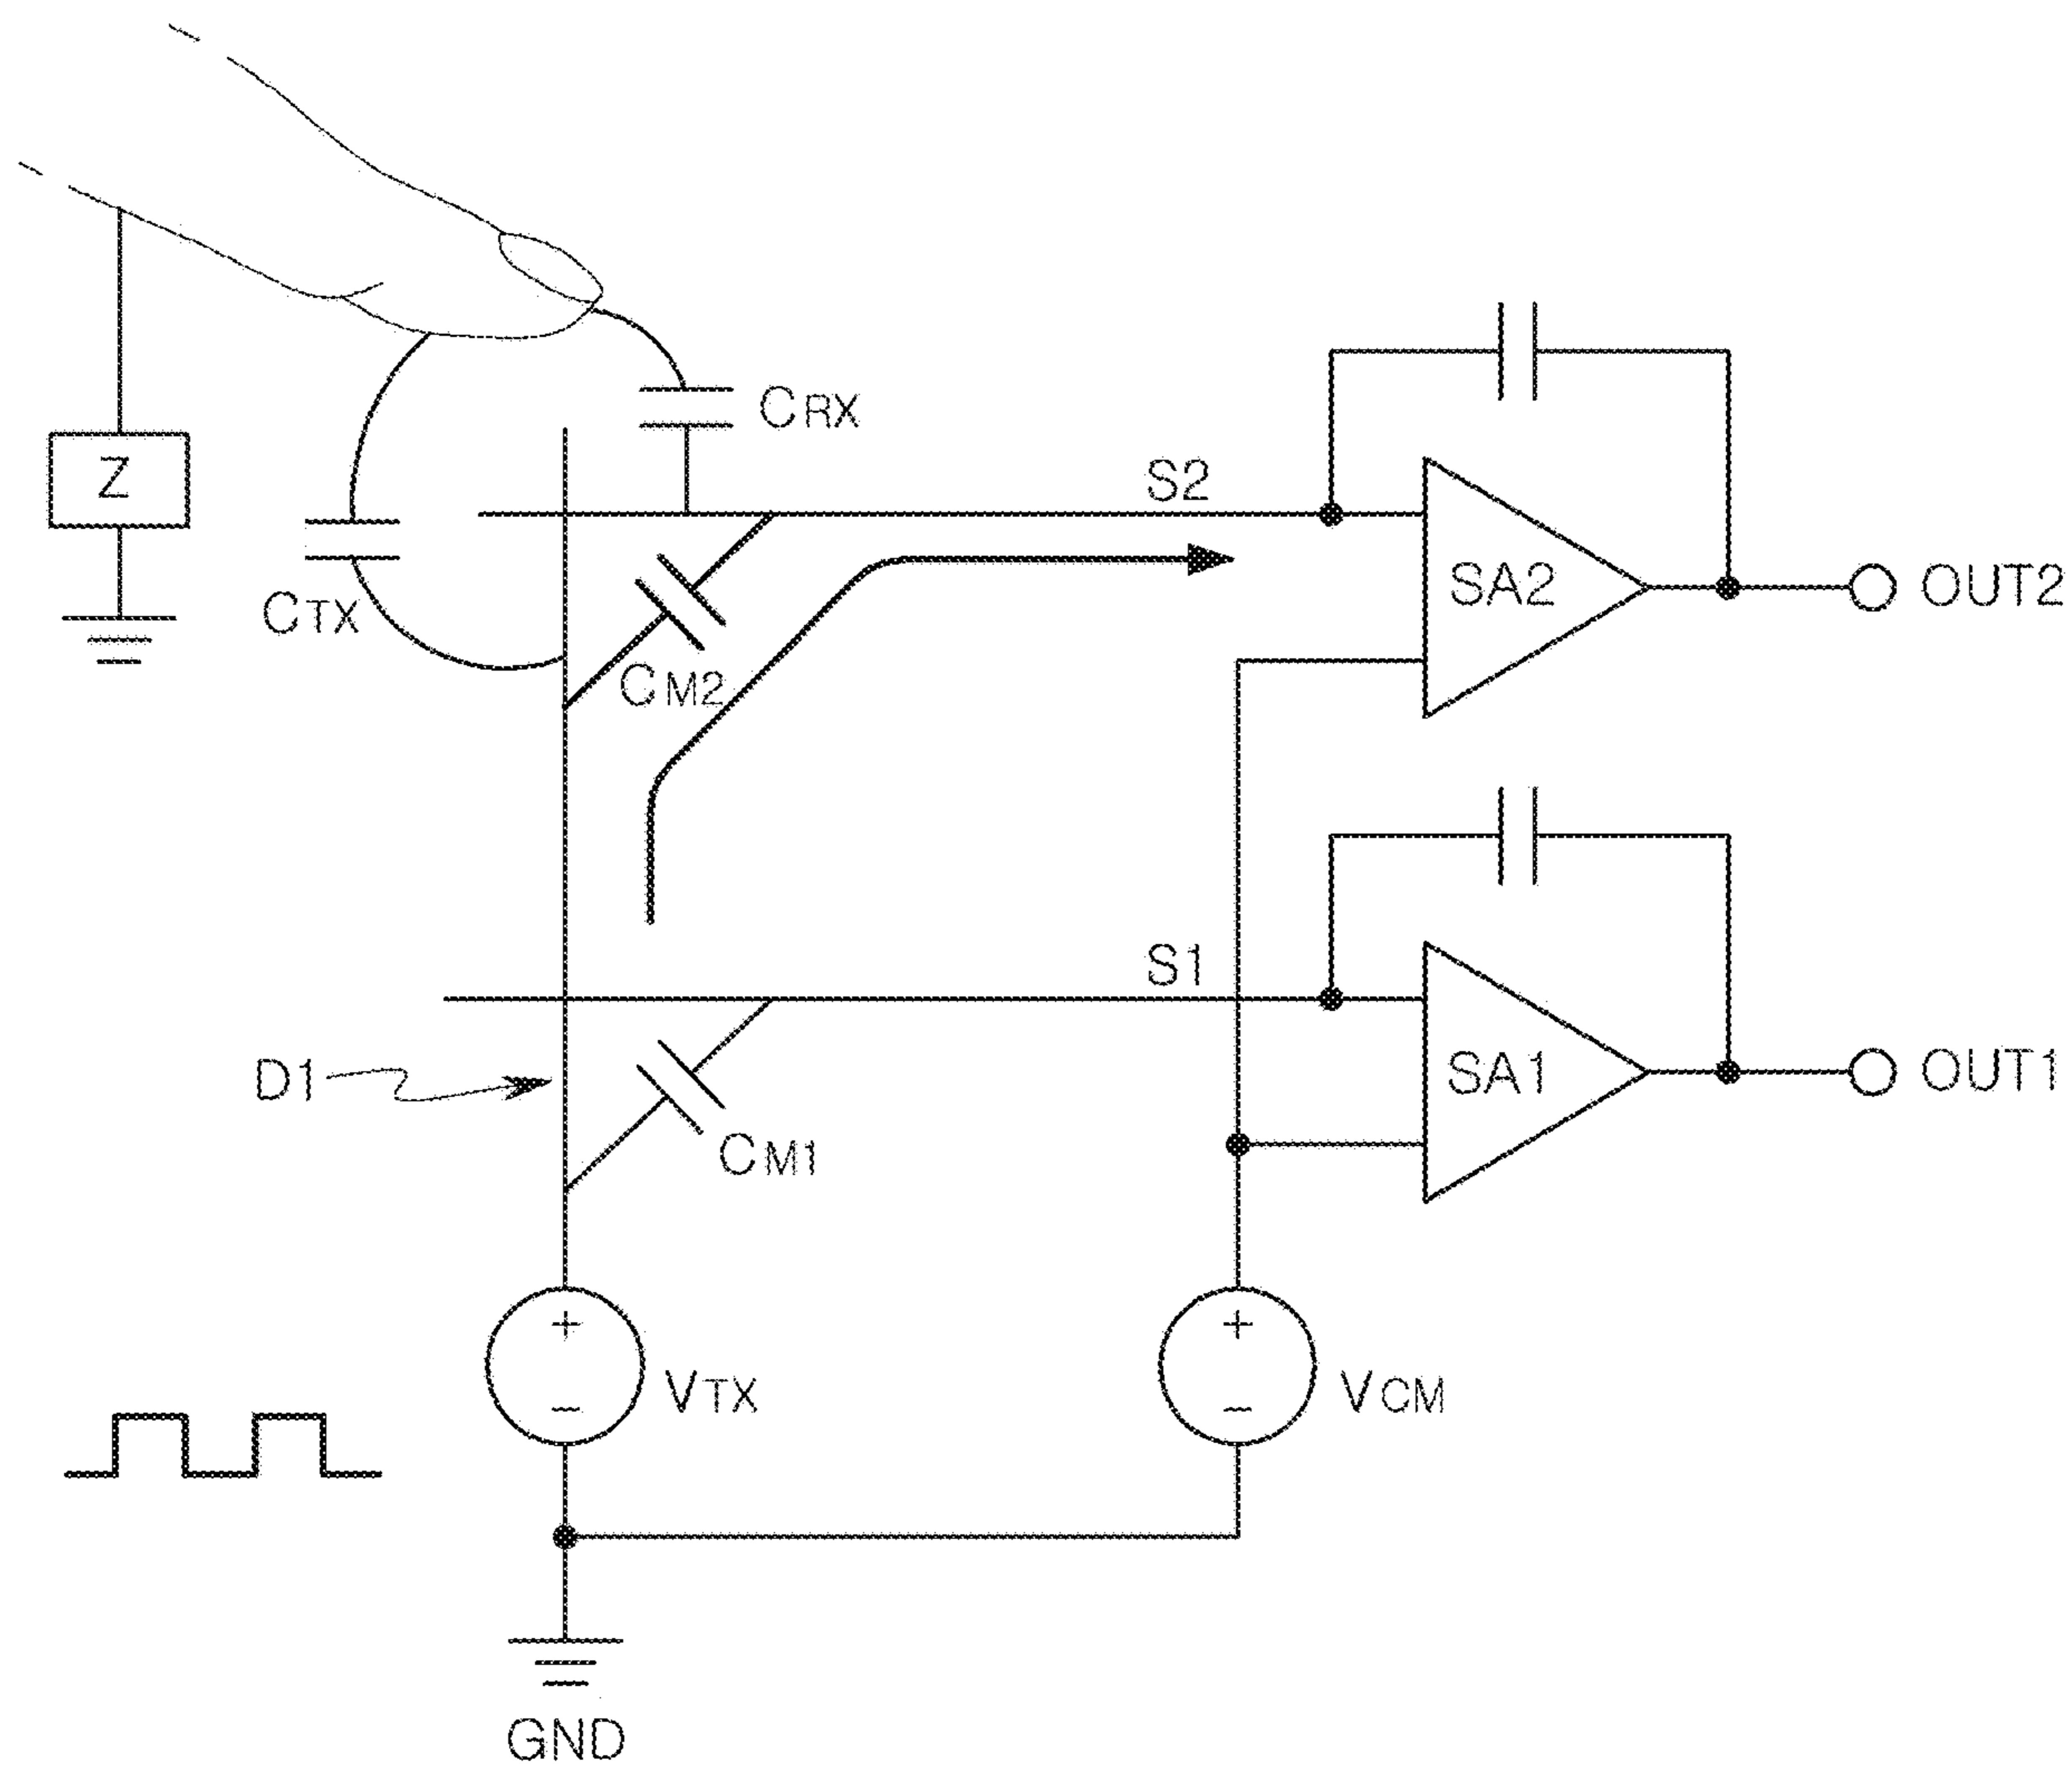 CRX
Z
S2
SA2
OUT2
CTX
CM2
S1
SA1
OUT1
D1
CM1
+
+
VTX
VCM
−
−
GND